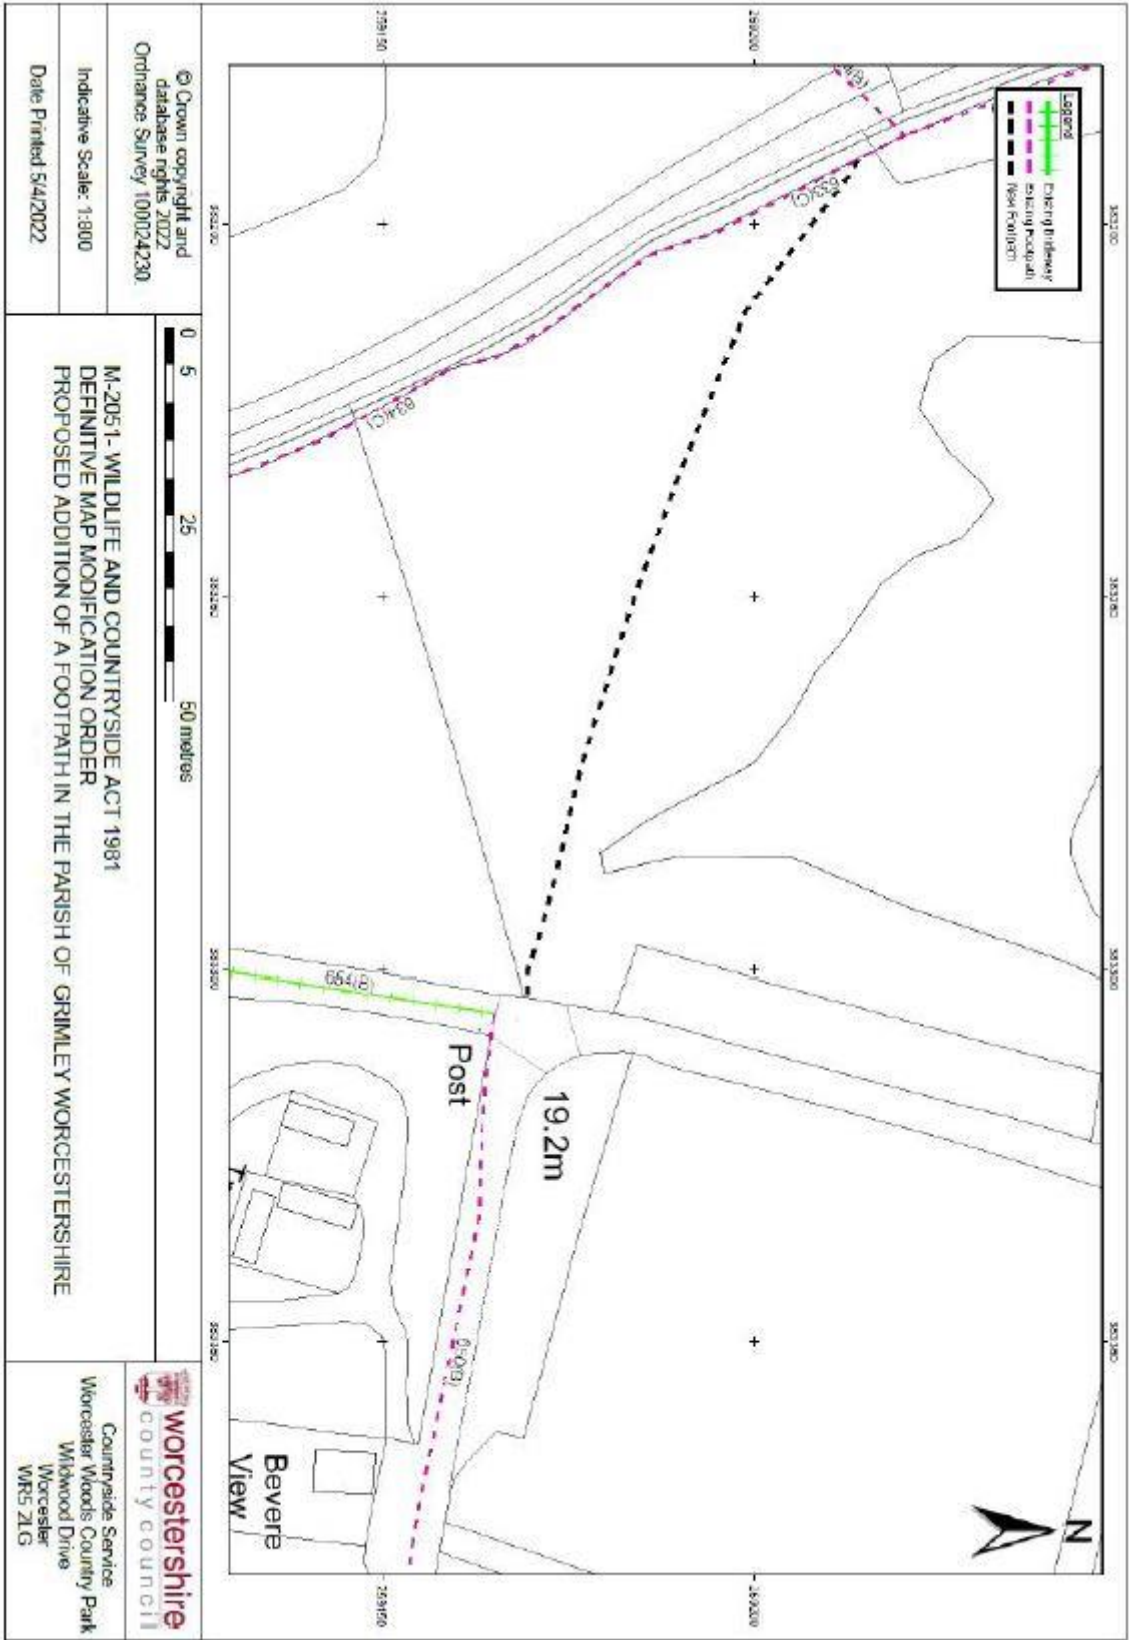 Legend
Existing Bridleway
Existing Footpath
New Footpath
N
633(C)
634(C)
654(B)
Post
19.2m
Bevere
View
© Crown copyright and
database rights 2022
Ordnance Survey 100024230.
Indicative Scale: 1:800
Date Printed:5/4/2022
0 5 25 50 metres
M-2051- WILDLIFE AND COUNTRYSIDE ACT 1981
DEFINITIVE MAP MODIFICATION ORDER
PROPOSED ADDITION OF A FOOTPATH IN THE PARISH OF GRIMLEY WORCESTERSHIRE
worcestershire
county council
Countryside Service
Worcester Woods Country Park
Wildwood Drive
Worcester
WR5 2LG